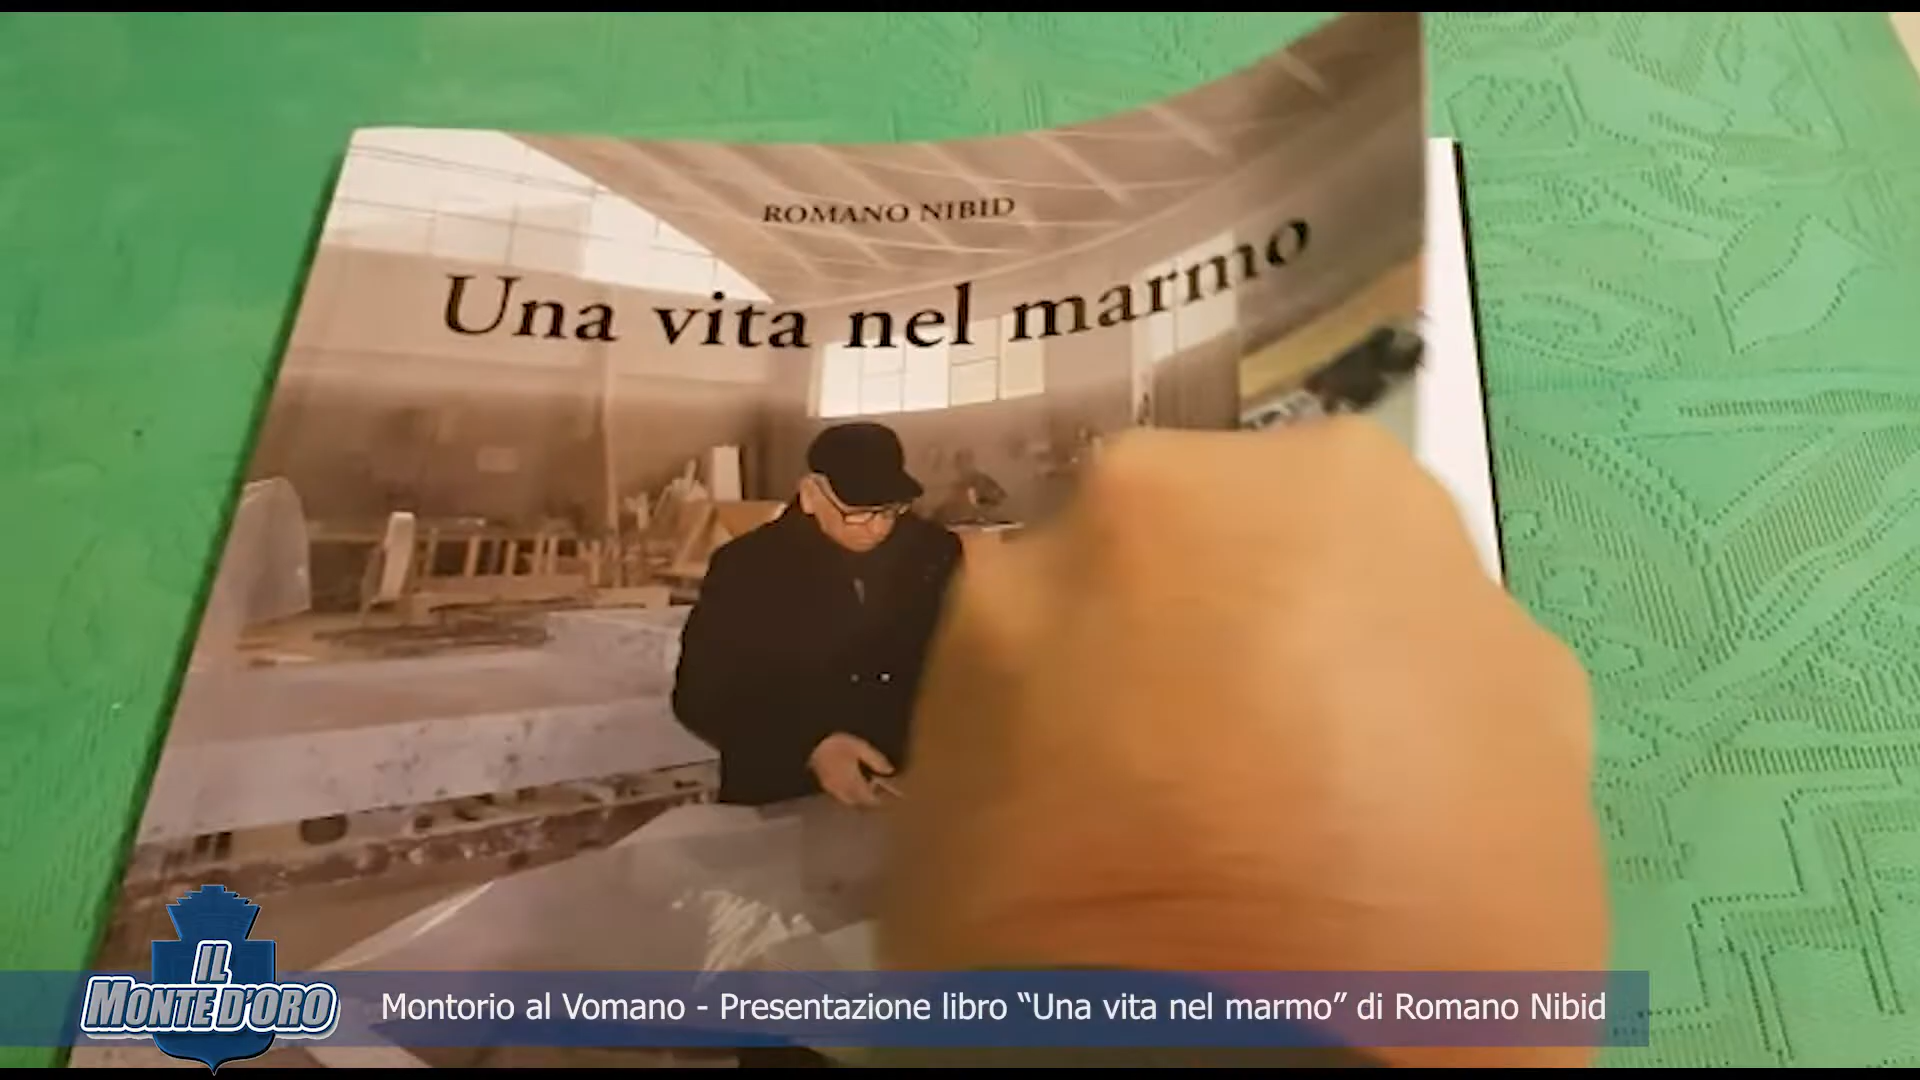 ROMANO NIBID
Una vita nel marmo
IL
MONTE D'ORO
Montorio al Vomano - Presentazione libro “Una vita nel marmo” di Romano Nibid